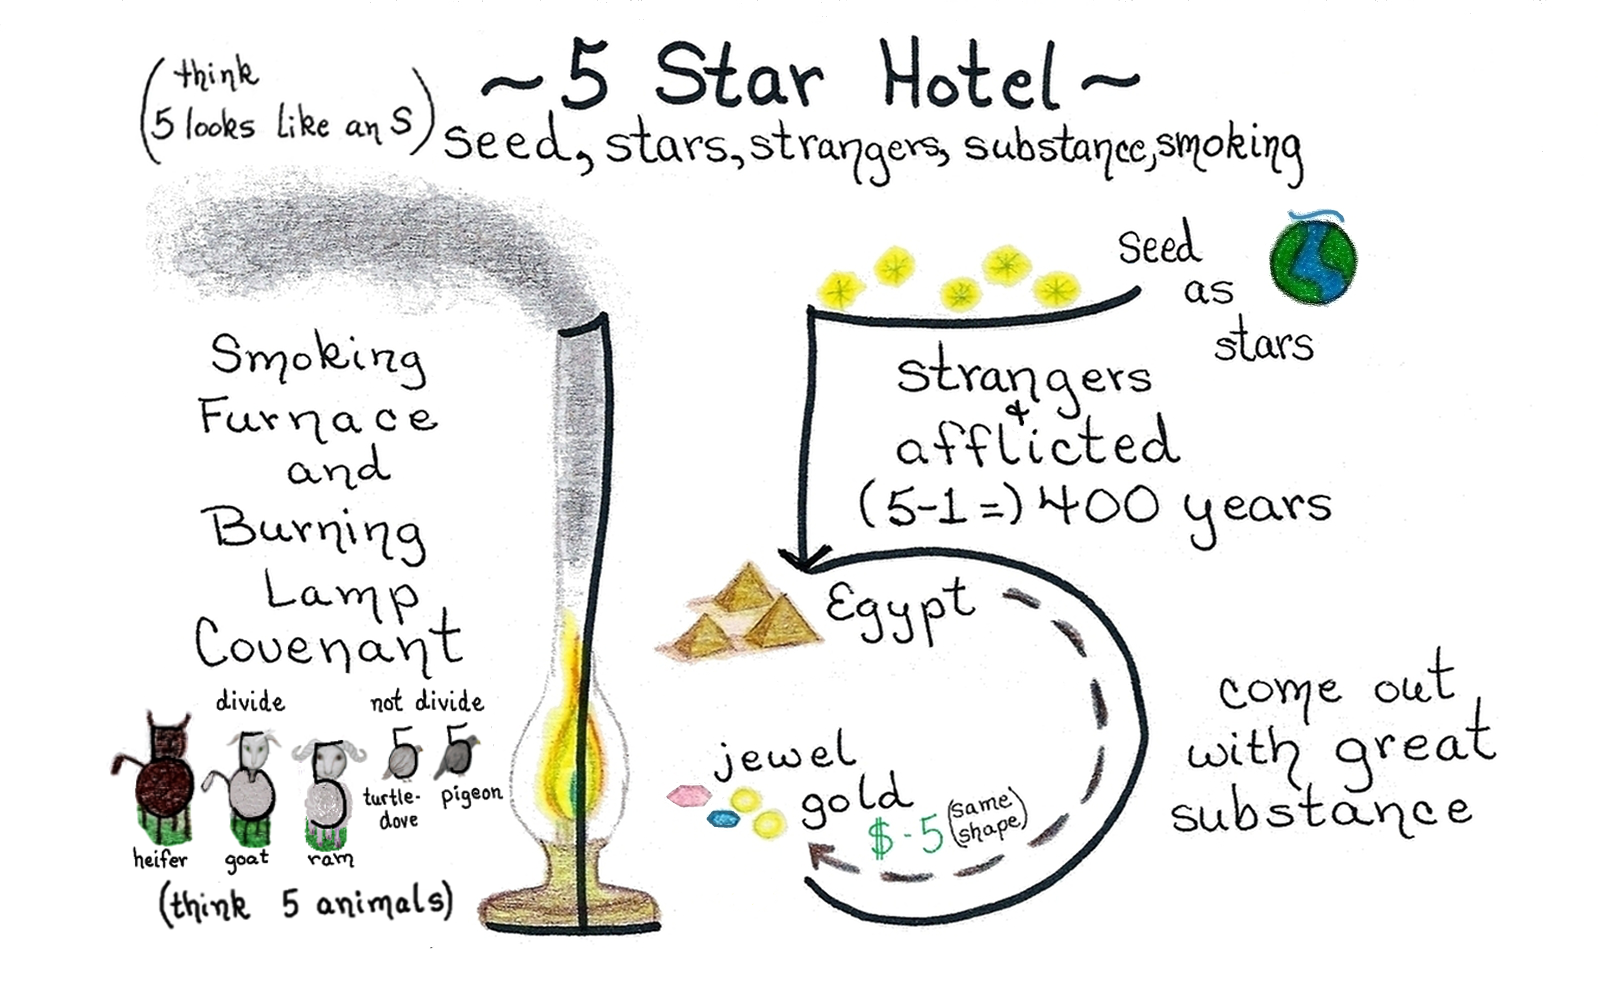 (think
5 looks like an S)
~5 Star Hotel~
seed, stars, strangers, substance, smoking
Seed
as
stars
Smoking
Furnace
and
Burning
Lamp
Covenant
divide
not divide
heifer
goat
ram
turtle-
dove
pigeon
(think 5 animals)
strangers
&
afflicted
(5-1=) 400 years
Egypt
come out
with great
substance
jewel
gold
$-5 (same
shape)